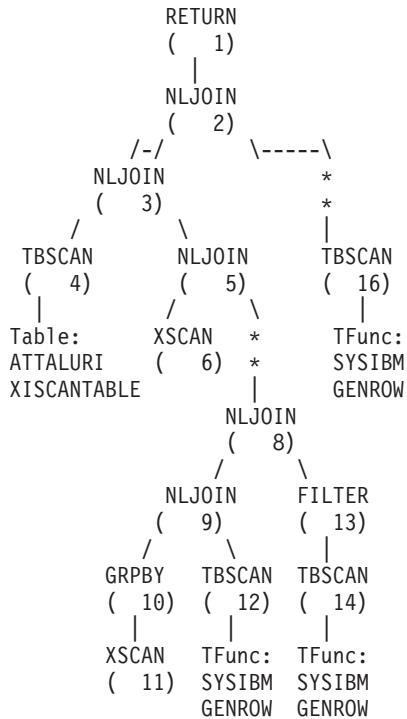 RETURN
( 1)
|
NLJOIN
( 2)
/-/ \-----\
NLJOIN *
( 3) *
/ \ |
TBSCAN NLJOIN TBSCAN
( 4) ( 5) ( 16)
| / \ |
Table: XSCAN * TFunc:
ATTALURI ( 6) * SYSIBM
XISCANTABLE | GENROW
NLJOIN
( 8)
/ \
NLJOIN FILTER
( 9) ( 13)
/ \ |
GRPBY TBSCAN TBSCAN
( 10) ( 12) ( 14)
| | |
XSCAN TFunc: TFunc:
( 11) SYSIBM SYSIBM
GENROW GENROW